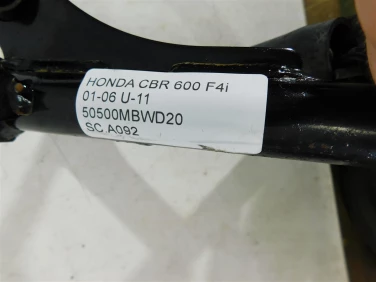 HONDA CBR 600 F4i
01-06 U-11
50500MBWD20
SC.A092